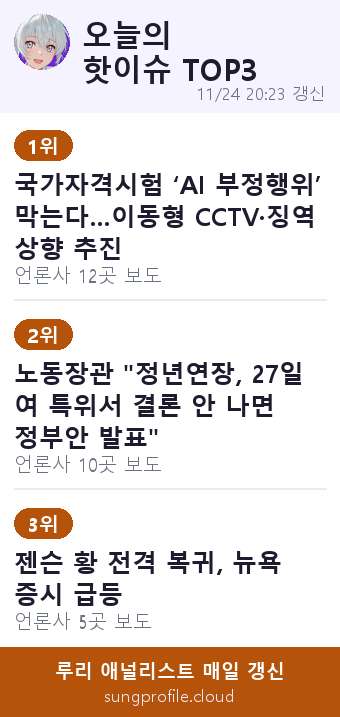 오늘의
핫이슈 TOP3
11/24 20:23 갱신
1위
국가자격시험 ‘AI 부정행위’
막는다…이동형 CCTV·징역
상향 추진
언론사 12곳 보도
2위
노동장관 "정년연장, 27일
여 특위서 결론 안 나면
정부안 발표"
언론사 10곳 보도
3위
젠슨 황 전격 복귀, 뉴욕
증시 급등
언론사 5곳 보도
루리 애널리스트 매일 갱신
sungprofile.cloud